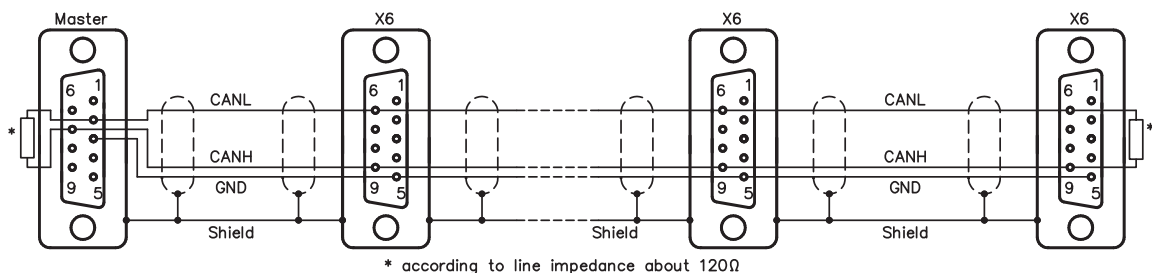 Master X6 X6 X6
6 1 6 1 6 1 6 1
CANL CANL
* *
CANH CANH
9 5 9 5 9 5 9 5
GND GND
Shield Shield Shield
* according to line impedance about 120Ω